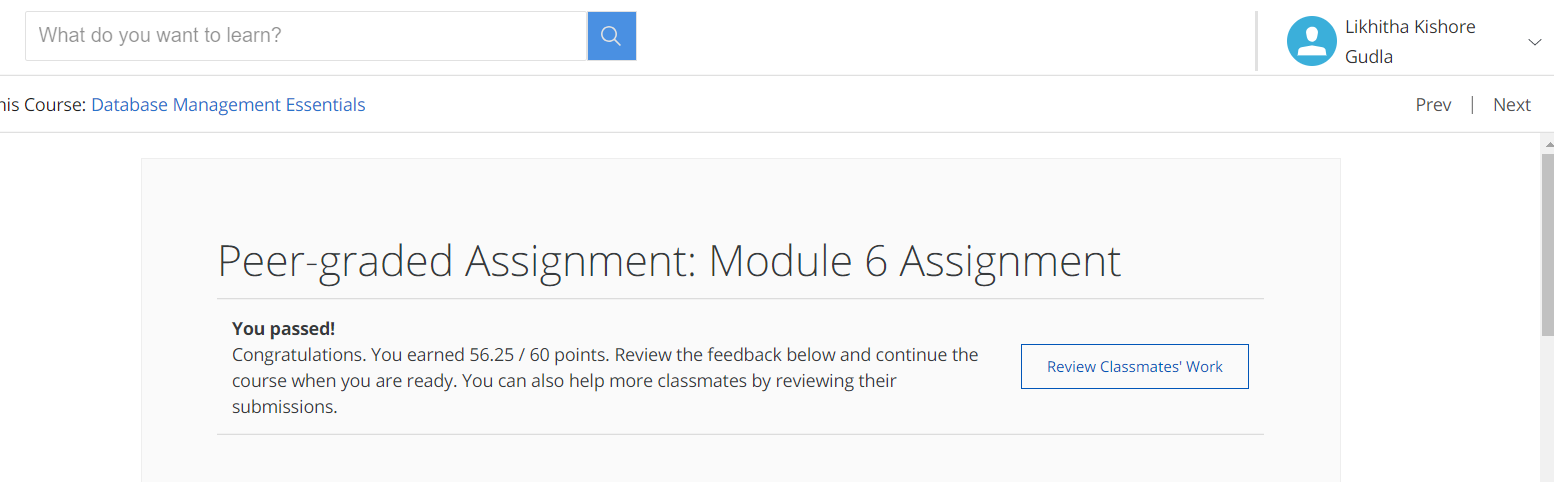 What do you want to learn?
Likhitha Kishore
Gudla
his Course: Database Management Essentials
Prev | Next
Peer-graded Assignment: Module 6 Assignment
You passed!
Congratulations. You earned 56.25 / 60 points. Review the feedback below and continue the
course when you are ready. You can also help more classmates by reviewing their
submissions.
Review Classmates' Work